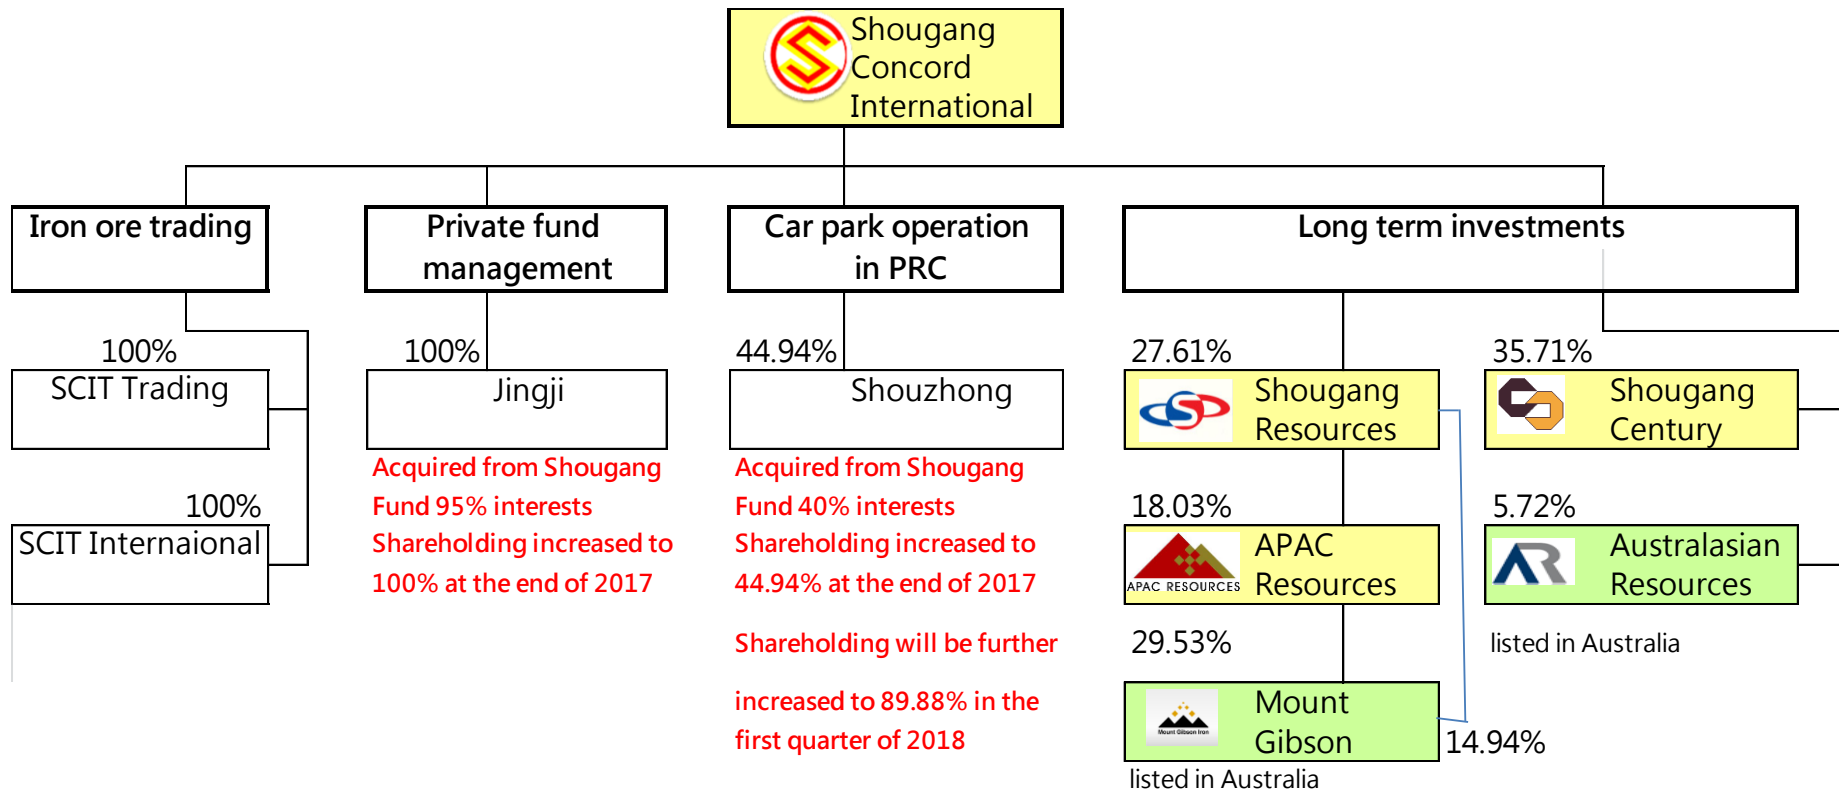 Shougang
Concord
International
Iron ore trading
Private fund
management
Car park operation
in PRC
Long term investments
100%
SCIT Trading
100%
SCIT Internaional
100%
Jingji
Acquired from Shougang
Fund 95% interests
Shareholding increased to
100% at the end of 2017
44.94%
Shouzhong
Acquired from Shougang
Fund 40% interests
Shareholding increased to
44.94% at the end of 2017
Shareholding will be further
increased to 89.88% in the
first quarter of 2018
27.61%
Shougang
Resources
18.03%
APAC RESOURCES
APAC
Resources
29.53%
Mount Gibson Iron
Mount
Gibson
14.94%
listed in Australia
35.71%
Shougang
Century
5.72%
Australasian
Resources
listed in Australia